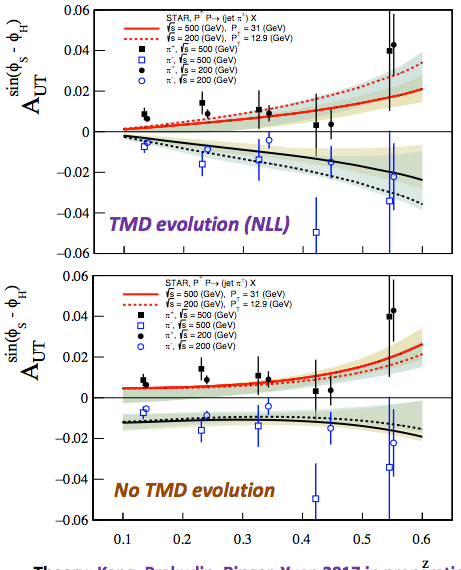 0.06
STAR, P↑ P→ (jet π±) X
√s = 500 (GeV), P_T = 31 (GeV)
√s = 200 (GeV), P_T = 12.9 (GeV)
π+, √s = 500 (GeV)
π-, √s = 500 (GeV)
π+, √s = 200 (GeV)
π-, √s = 200 (GeV)
A_UT^sin(ϕ_S - ϕ_H)
0.04
0.02
0
−0.02
−0.04
−0.06
TMD evolution (NLL)
0.06
STAR, P↑ P→ (jet π±) X
√s = 500 (GeV), P_T = 31 (GeV)
√s = 200 (GeV), P_T = 12.9 (GeV)
π+, √s = 500 (GeV)
π-, √s = 500 (GeV)
π+, √s = 200 (GeV)
π-, √s = 200 (GeV)
A_UT^sin(ϕ_S - ϕ_H)
0.04
0.02
0
−0.02
−0.04
−0.06
No TMD evolution
0.1 0.2 0.3 0.4 0.5 0.6
z